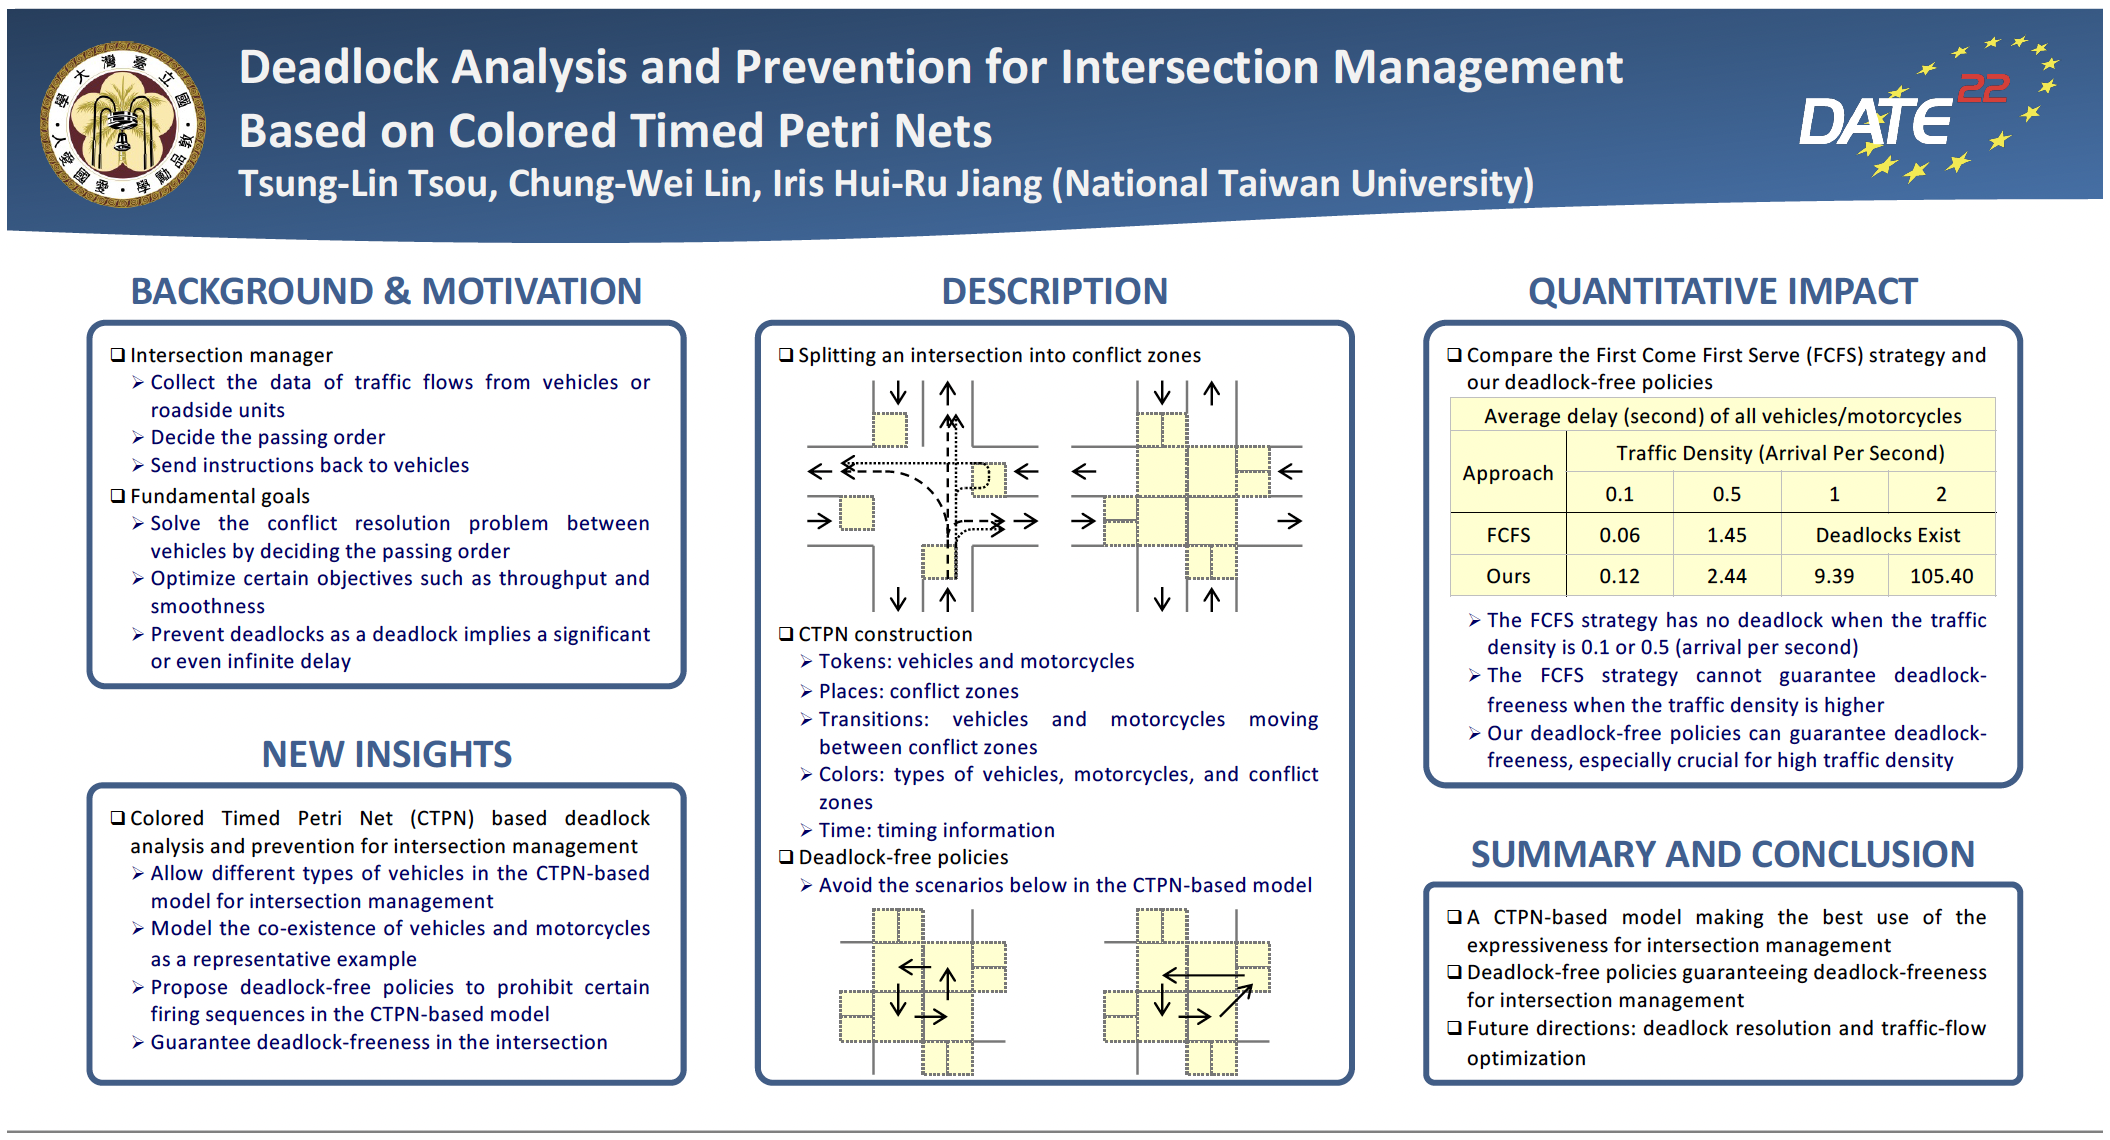 Deadlock Analysis and Prevention for Intersection Management
Based on Colored Timed Petri Nets
Tsung-Lin Tsou, Chung-Wei Lin, Iris Hui-Ru Jiang (National Taiwan University)
DATE 22
國立臺灣大學
敦品勵學・愛國愛人
BACKGROUND & MOTIVATION
❑ Intersection manager
➢ Collect the data of traffic flows from vehicles or
roadside units
➢ Decide the passing order
➢ Send instructions back to vehicles
❑ Fundamental goals
➢ Solve the conflict resolution problem between
vehicles by deciding the passing order
➢ Optimize certain objectives such as throughput and
smoothness
➢ Prevent deadlocks as a deadlock implies a significant
or even infinite delay
NEW INSIGHTS
❑ Colored Timed Petri Net (CTPN) based deadlock
analysis and prevention for intersection management
➢ Allow different types of vehicles in the CTPN-based
model for intersection management
➢ Model the co-existence of vehicles and motorcycles
as a representative example
➢ Propose deadlock-free policies to prohibit certain
firing sequences in the CTPN-based model
➢ Guarantee deadlock-freeness in the intersection
DESCRIPTION
❑ Splitting an intersection into conflict zones
❑ CTPN construction
➢ Tokens: vehicles and motorcycles
➢ Places: conflict zones
➢ Transitions: vehicles and motorcycles moving
between conflict zones
➢ Colors: types of vehicles, motorcycles, and conflict
zones
➢ Time: timing information
❑ Deadlock-free policies
➢ Avoid the scenarios below in the CTPN-based model
QUANTITATIVE IMPACT
❑ Compare the First Come First Serve (FCFS) strategy and
our deadlock-free policies
Average delay (second) of all vehicles/motorcycles
Approach Traffic Density (Arrival Per Second)
0.1 0.5 1 2
FCFS 0.06 1.45 Deadlocks Exist
Ours 0.12 2.44 9.39 105.40
➢ The FCFS strategy has no deadlock when the traffic
density is 0.1 or 0.5 (arrival per second)
➢ The FCFS strategy cannot guarantee deadlock-
freeness when the traffic density is higher
➢ Our deadlock-free policies can guarantee deadlock-
freeness, especially crucial for high traffic density
SUMMARY AND CONCLUSION
❑ A CTPN-based model making the best use of the
expressiveness for intersection management
❑ Deadlock-free policies guaranteeing deadlock-freeness
for intersection management
❑ Future directions: deadlock resolution and traffic-flow
optimization